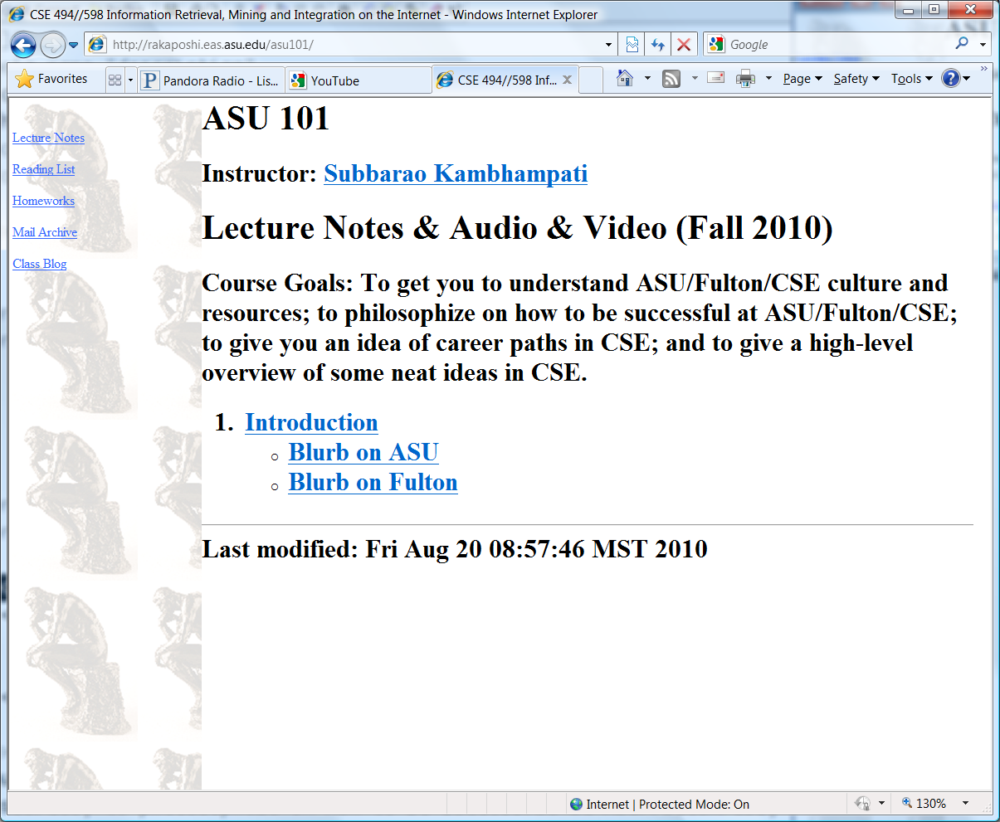 CSE 494//598 Information Retrieval, Mining and Integration on the Internet - Windows Internet Explorer
http://rakaposhi.eas.asu.edu/asu101/
Google
Favorites
P Pandora Radio - Lis...
YouTube
CSE 494//598 Inf...
Page
Safety
Tools
Lecture Notes
Reading List
Homeworks
Mail Archive
Class Blog
ASU 101
Instructor: Subbarao Kambhampati
Lecture Notes & Audio & Video (Fall 2010)
Course Goals: To get you to understand ASU/Fulton/CSE culture and
resources; to philosophize on how to be successful at ASU/Fulton/CSE;
to give you an idea of career paths in CSE; and to give a high-level
overview of some neat ideas in CSE.
1. Introduction
Blurb on ASU
Blurb on Fulton
Last modified: Fri Aug 20 08:57:46 MST 2010
Internet | Protected Mode: On
130%